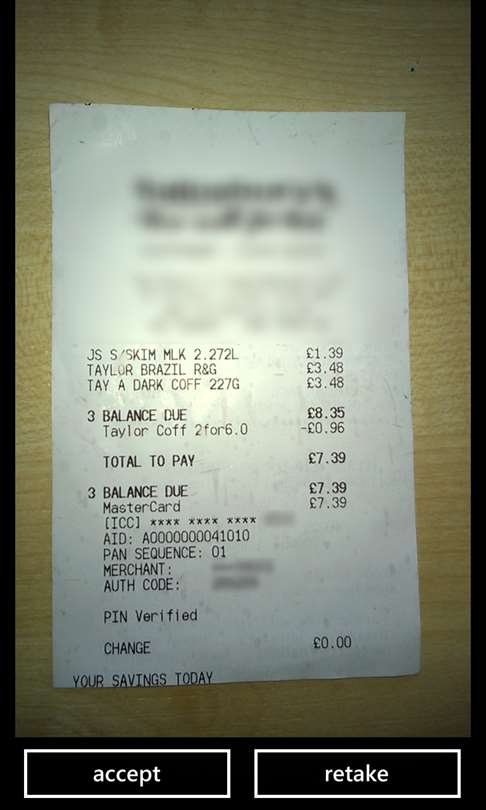 JS S/SKIM MLK 2.272L £1.39
TAYLOR BRAZIL R&G £3.48
TAY A DARK COFF 227G £3.48
3 BALANCE DUE £8.35
Taylor Coff 2for6.0 -£0.96
TOTAL TO PAY £7.39
3 BALANCE DUE £7.39
MasterCard £7.39
[ICC] **** **** ****
AID: A0000000041010
PAN SEQUENCE: 01
MERCHANT:
AUTH CODE:
PIN Verified
CHANGE £0.00
YOUR SAVINGS TODAY
accept retake